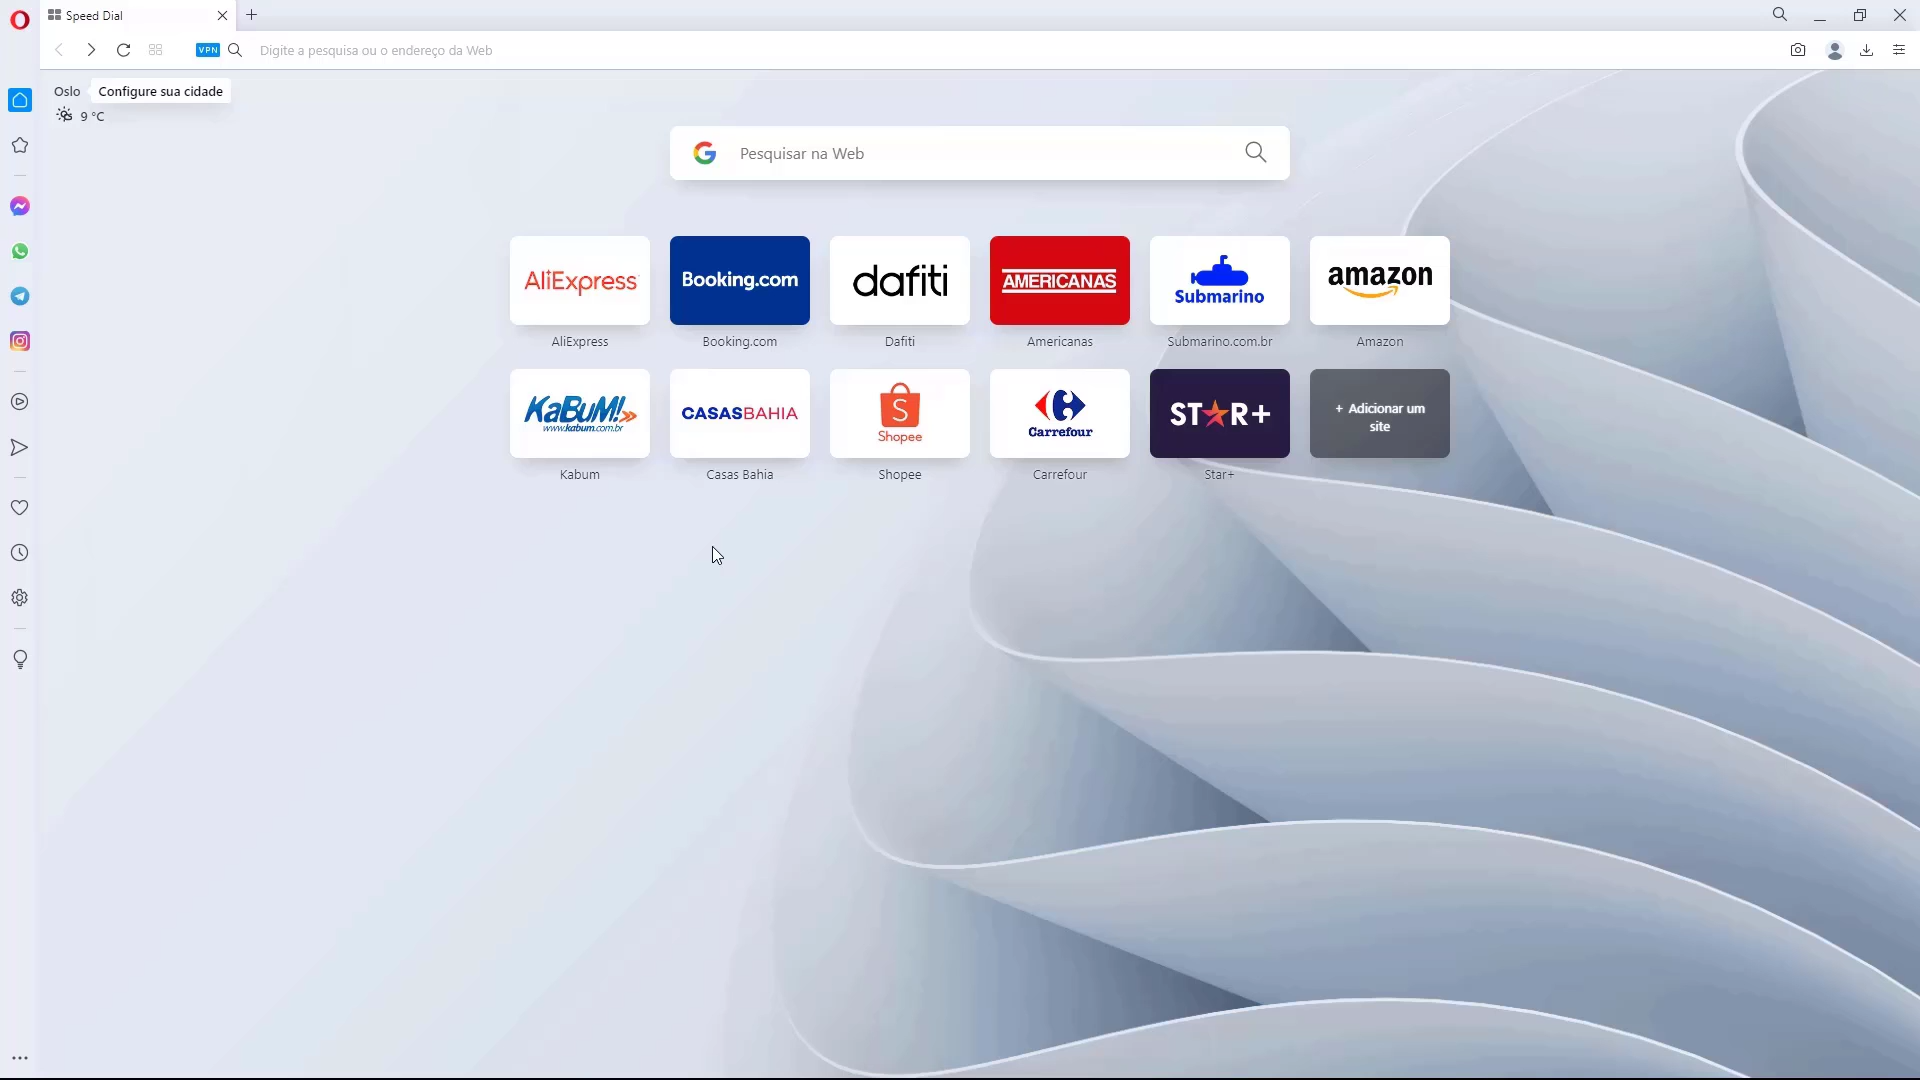 Speed Dial
VPN
Digite a pesquisa ou o endereço da Web
Oslo
Configure sua cidade
9 °C
Pesquisar na Web
AliExpress
Booking.com
dafiti
AMERICANAS
Submarino
amazon
AliExpress
Booking.com
Dafiti
Americanas
Submarino.com.br
Amazon
KaBuM!
www.kabum.com.br
CASASBAHIA
S
Shopee
Carrefour
STAR+
+ Adicionar um
site
Kabum
Casas Bahia
Shopee
Carrefour
Star+